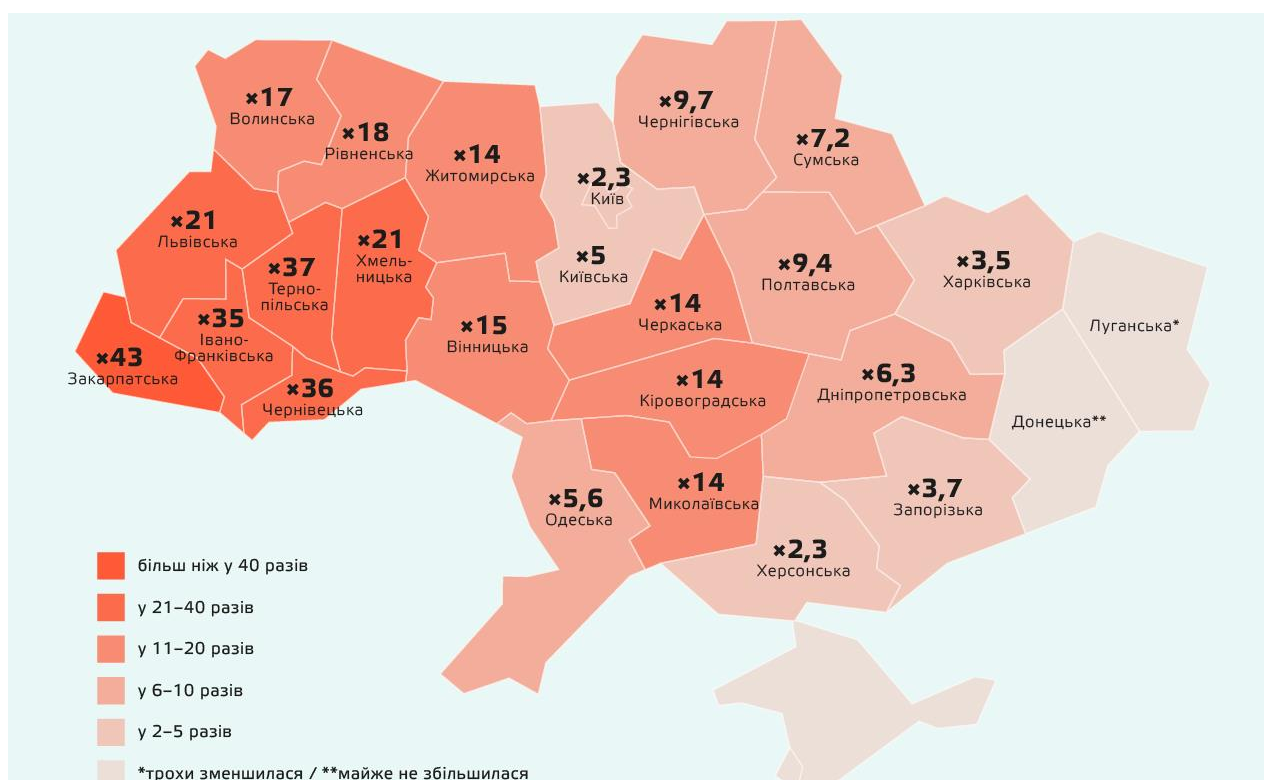 ×17
Волинська
×18
Рівненська
×14
Житомирська
×2,3
Київ
×5
Київська
×9,7
Чернігівська
×7,2
Сумська
×21
Львівська
×37
Терно-
пільська
×21
Хмель-
ницька
×35
Івано-
Франківська
×43
Закарпатська
×36
Чернівецька
×15
Вінницька
×14
Черкаська
×9,4
Полтавська
×3,5
Харківська
Луганська*
×14
Кіровоградська
×6,3
Дніпропетровська
Донецька**
×5,6
Одеська
×14
Миколаївська
×3,7
Запорізька
×2,3
Херсонська
більш ніж у 40 разів
у 21–40 разів
у 11–20 разів
у 6–10 разів
у 2–5 разів
*трохи зменшилася / **майже не збільшилася